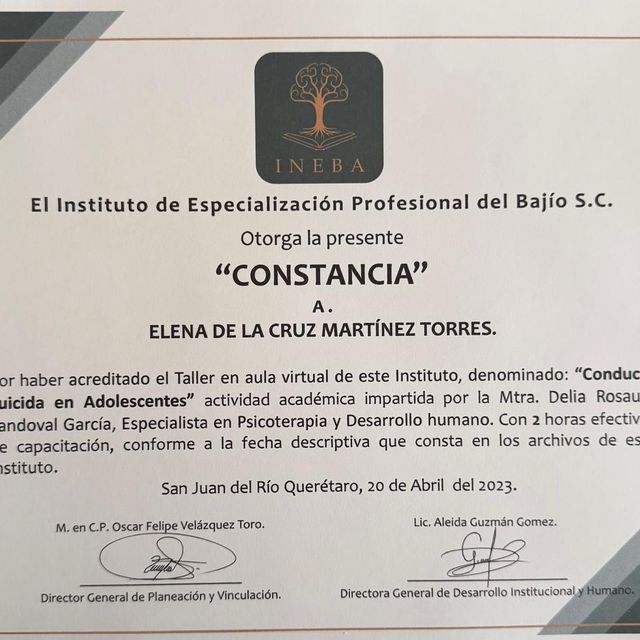 INEBA
El Instituto de Especialización Profesional del Bajío S.C.
Otorga la presente
“CONSTANCIA”
A .
ELENA DE LA CRUZ MARTÍNEZ TORRES.
or haber acreditado el Taller en aula virtual de este Instituto, denominado: “Conduc
uicida en Adolescentes” actividad académica impartida por la Mtra. Delia Rosau
andoval García, Especialista en Psicoterapia y Desarrollo humano. Con 2 horas efectiv
e capacitación, conforme a la fecha descriptiva que consta en los archivos de es
nstituto.
San Juan del Río Querétaro, 20 de Abril del 2023.
M. en C.P. Oscar Felipe Velázquez Toro.
Lic. Aleida Guzmán Gomez.
Director General de Planeación y Vinculación.
Directora General de Desarrollo Institucional y Humano.